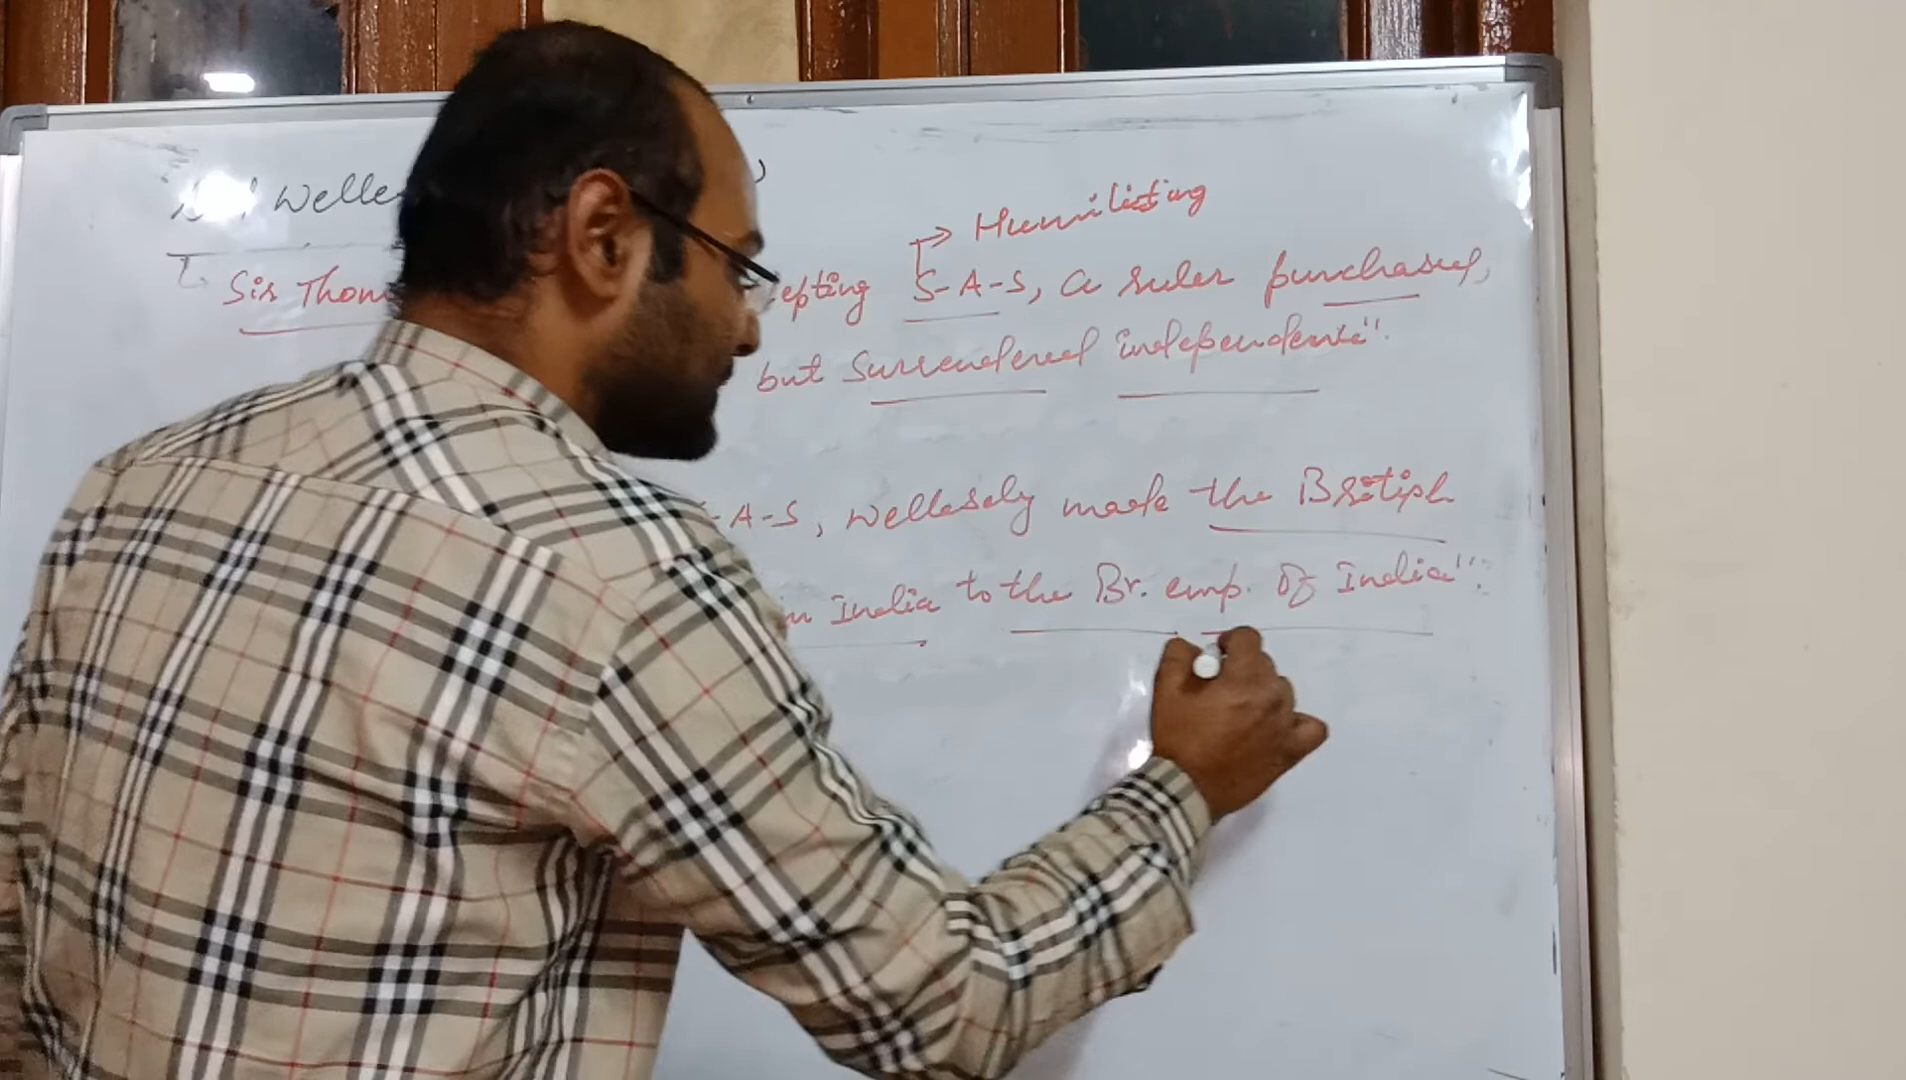 Welles
Humiliating
Sir Thom epting S-A-S, a ruler purchased,
but Surrendered independence".
-A-S, Wellesely made the British
in India to the Br. emp. Of India".